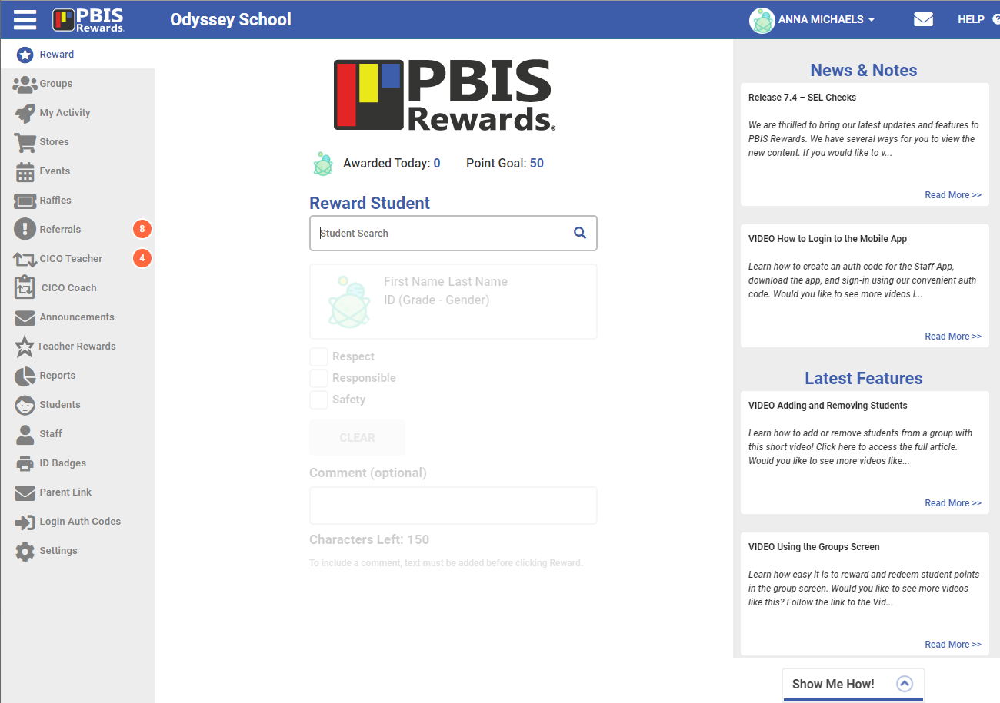 PBIS
Rewards.
Odyssey School
ANNA MICHAELS
HELP ?
Reward
Groups
My Activity
Stores
Events
Raffles
Referrals 8
CICO Teacher 4
CICO Coach
Announcements
Teacher Rewards
Reports
Students
Staff
ID Badges
Parent Link
Login Auth Codes
Settings
PBIS
Rewards®
Awarded Today: 0 Point Goal: 50
Reward Student
Student Search
First Name Last Name
ID (Grade - Gender)
Respect
Responsible
Safety
CLEAR
Comment (optional)
Characters Left: 150
To include a comment, text must be added before clicking Reward.
News & Notes
Release 7.4 – SEL Checks
We are thrilled to bring our latest updates and features to
PBIS Rewards. We have several ways for you to view the
new content. If you would like to v...
Read More >>
VIDEO How to Login to the Mobile App
Learn how to create an auth code for the Staff App,
download the app, and sign-in using our convenient auth
code. Would you like to see more videos l...
Read More >>
Latest Features
VIDEO Adding and Removing Students
Learn how to add or remove students from a group with
this short video! Click here to access the full article.
Would you like to see more videos like...
Read More >>
VIDEO Using the Groups Screen
Learn how easy it is to reward and redeem student points
in the group screen. Would you like to see more videos
like this? Follow the link to the Vid...
Read More >>
Show Me How!